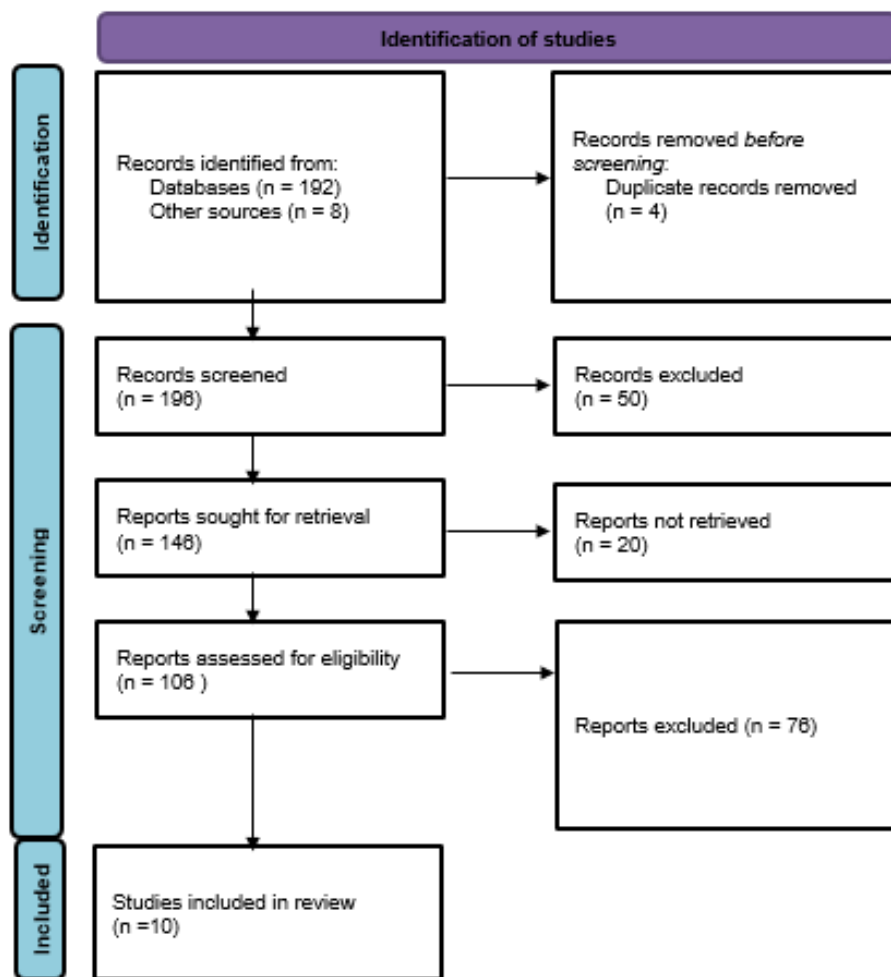 Identification of studies
Identification
Records identified from:
Databases (n = 192)
Other sources (n = 8)
Records removed before
screening:
Duplicate records removed
(n = 4)
Screening
Records screened
(n = 196)
Records excluded
(n = 50)
Reports sought for retrieval
(n = 146)
Reports not retrieved
(n = 20)
Reports assessed for eligibility
(n = 106 )
Reports excluded (n = 76)
Included
Studies included in review
(n =10)